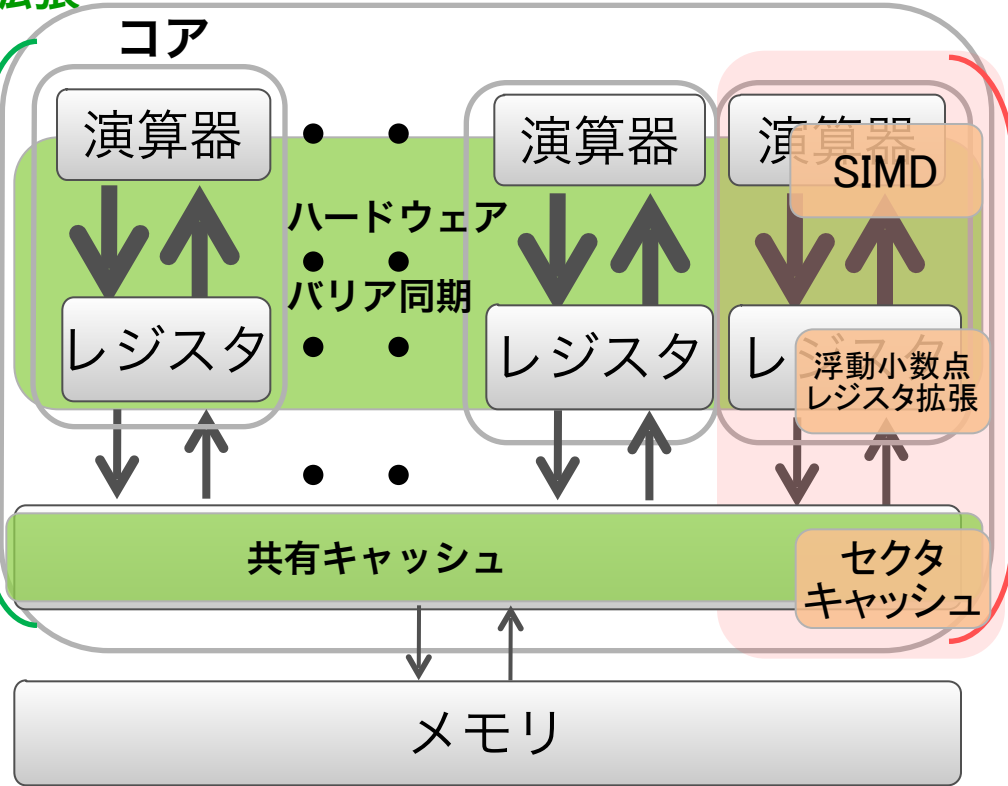 拡張
コア
演算器
演算器
演算器
SIMD
ハードウェア
バリア同期
レジスタ
レジスタ
レジスタ
浮動小数点
レジスタ拡張
共有キャッシュ
セクタ
キャッシュ
メモリ